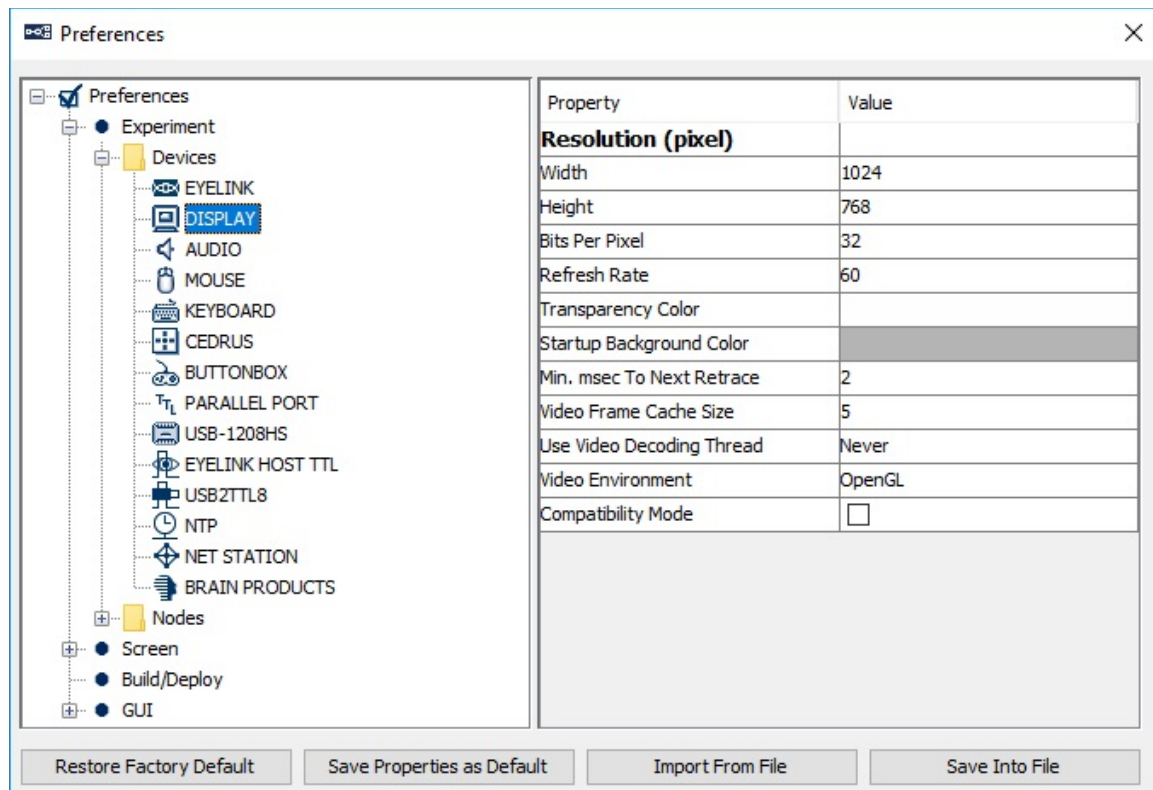 Preferences
Preferences
Experiment
Devices
EYELINK
DISPLAY
AUDIO
MOUSE
KEYBOARD
CEDRUS
BUTTONBOX
TTL PARALLEL PORT
USB-1208HS
EYELINK HOST TTL
USB2TTL8
NTP
NET STATION
BRAIN PRODUCTS
Nodes
Screen
Build/Deploy
GUI
Property Value
Resolution (pixel)
Width 1024
Height 768
Bits Per Pixel 32
Refresh Rate 60
Transparency Color
Startup Background Color
Min. msec To Next Retrace 2
Video Frame Cache Size 5
Use Video Decoding Thread Never
Video Environment OpenGL
Compatibility Mode
Restore Factory Default Save Properties as Default Import From File Save Into File